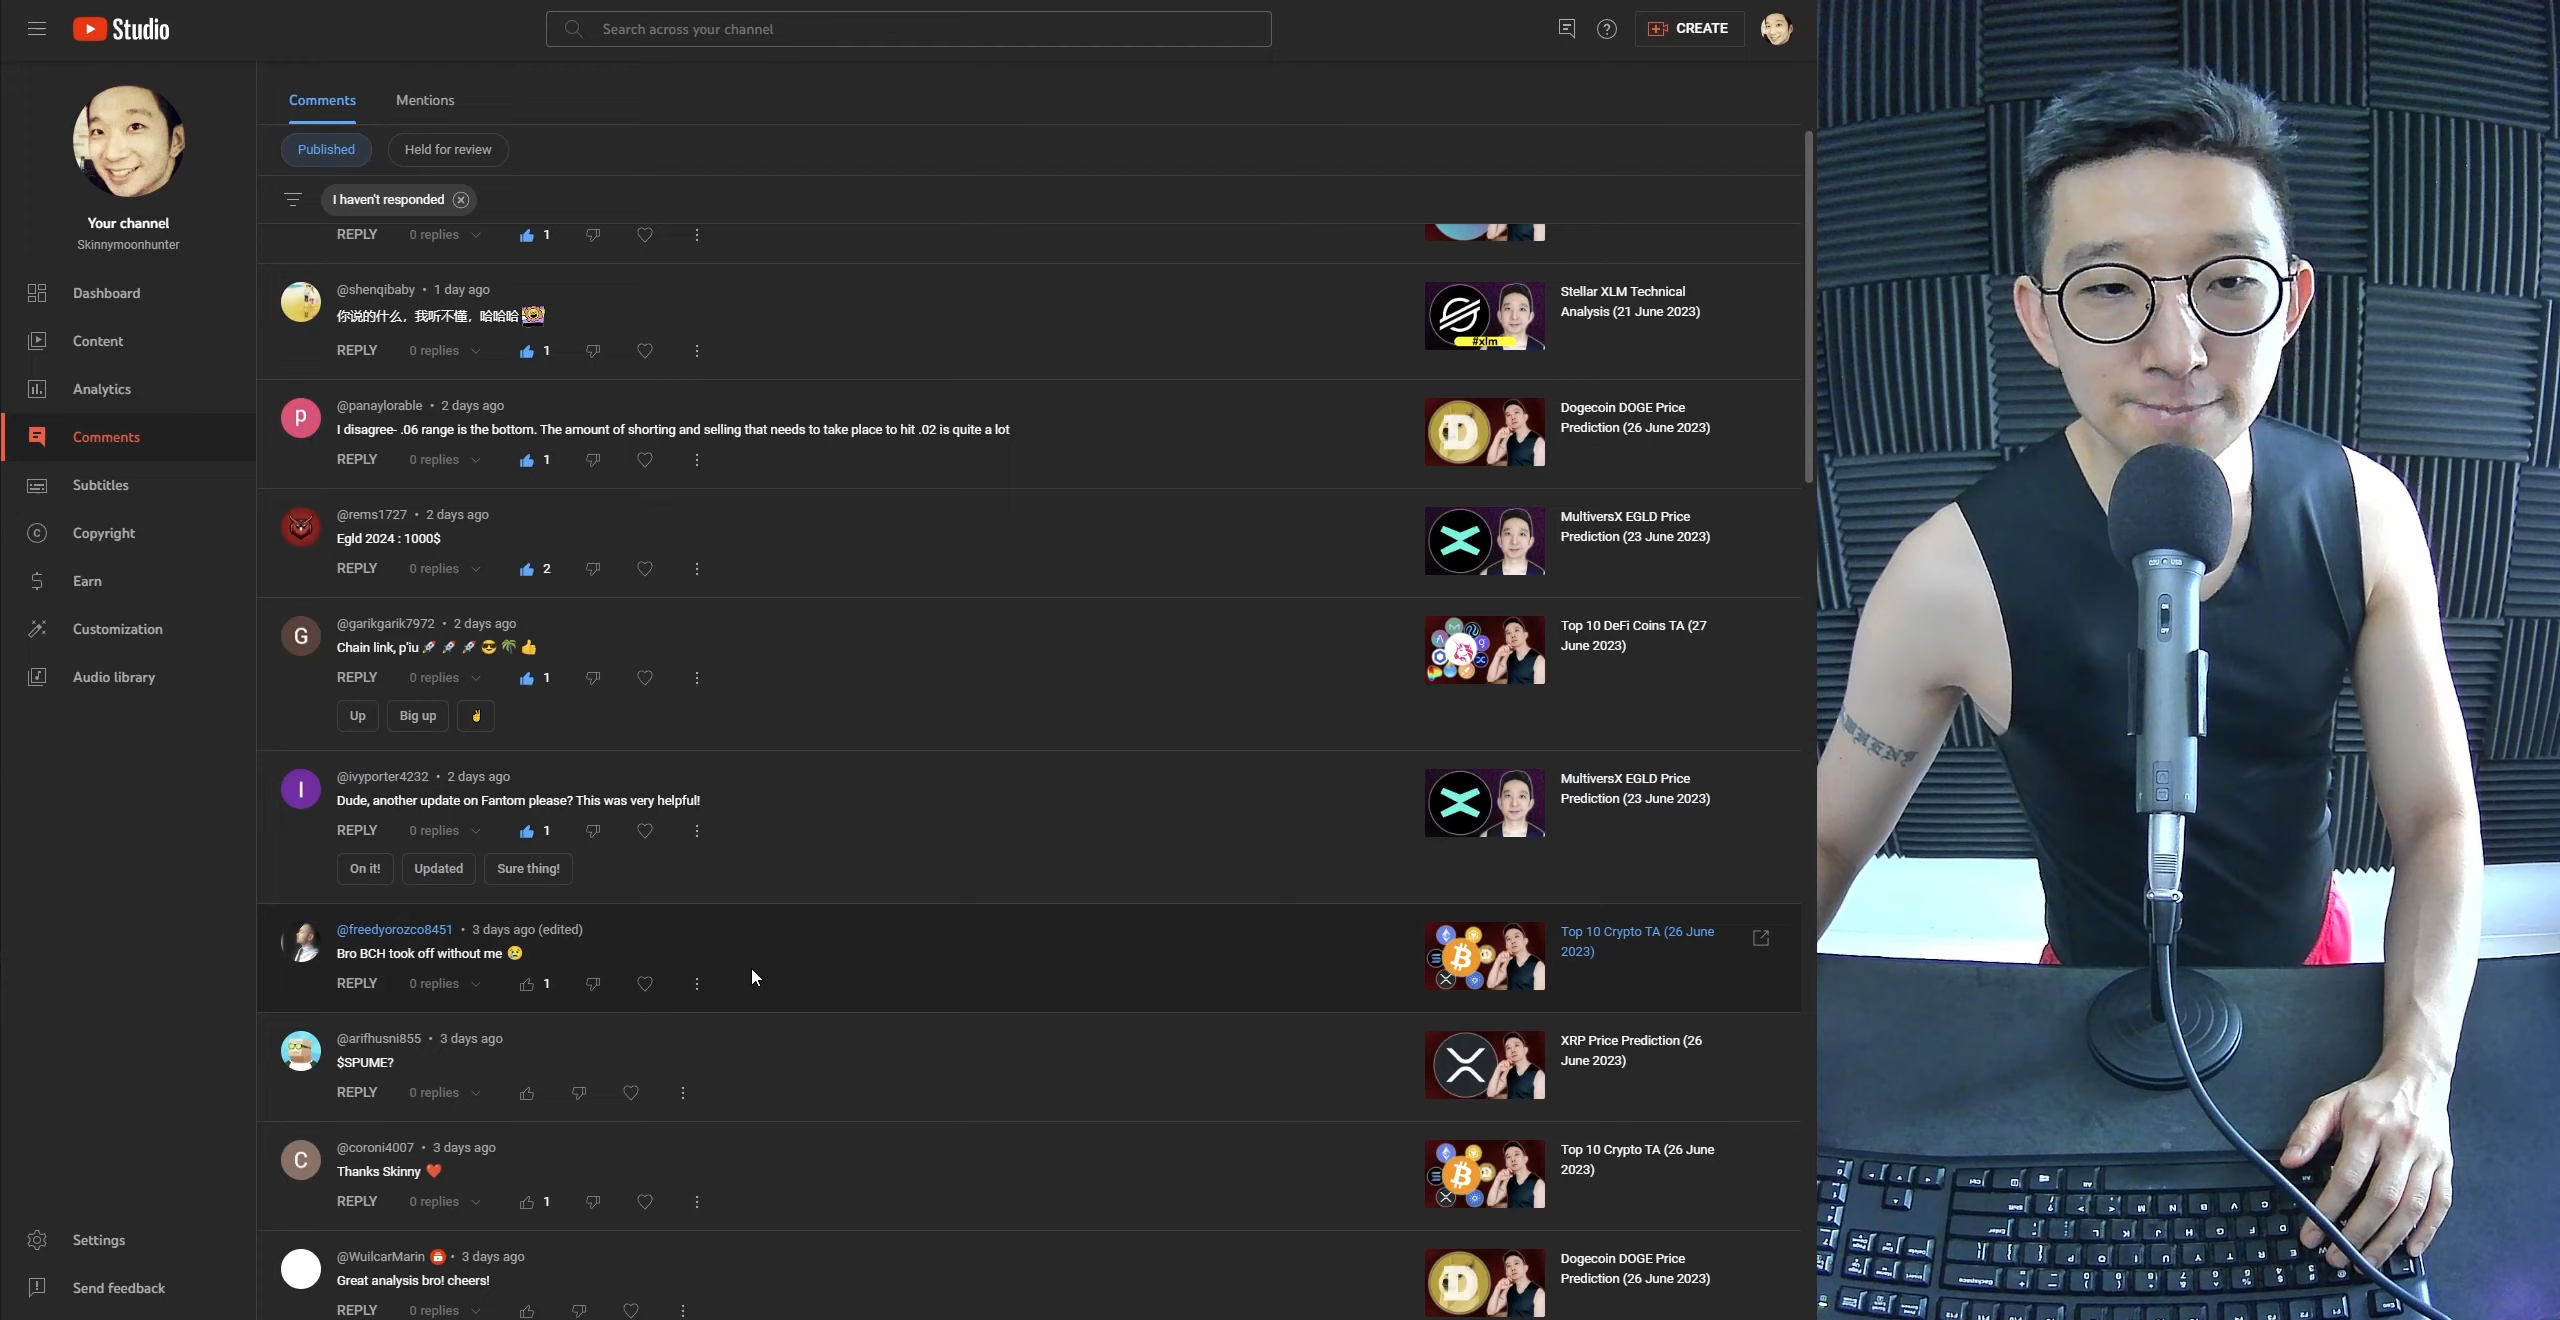 Studio
Search across your channel
CREATE
Your channel
Skinnymoonhunter
Dashboard
Content
Analytics
Comments
Subtitles
Copyright
Earn
Customization
Audio library
Settings
Send feedback
Comments
Mentions
Published
Held for review
I haven't responded
REPLY 0 replies 1
@shenqibaby • 1 day ago
你说的什么，我听不懂，哈哈哈
REPLY 0 replies 1
#xlm
Stellar XLM Technical
Analysis (21 June 2023)
P
@panaylorable • 2 days ago
I disagree- .06 range is the bottom. The amount of shorting and selling that needs to take place to hit .02 is quite a lot
REPLY 0 replies 1
Dogecoin DOGE Price
Prediction (26 June 2023)
@rems1727 • 2 days ago
Egld 2024 : 1000$
REPLY 0 replies 2
MultiversX EGLD Price
Prediction (23 June 2023)
G
@garikgarik7972 • 2 days ago
Chain link, p'iu 🚀 🚀 🚀 😎 🌴 👍
REPLY 0 replies 1
Up
Big up
✌
Top 10 DeFi Coins TA (27
June 2023)
I
@ivyporter4232 • 2 days ago
Dude, another update on Fantom please? This was very helpful!
REPLY 0 replies 1
On it!
Updated
Sure thing!
MultiversX EGLD Price
Prediction (23 June 2023)
@freedyorozco8451 • 3 days ago (edited)
Bro BCH took off without me 😢
REPLY 0 replies 1
Top 10 Crypto TA (26 June
2023)
@arifhusni855 • 3 days ago
$SPUME?
REPLY 0 replies
XRP Price Prediction (26
June 2023)
C
@coroni4007 • 3 days ago
Thanks Skinny ❤️
REPLY 0 replies 1
Top 10 Crypto TA (26 June
2023)
@WuilcarMarin • 3 days ago
Great analysis bro! cheers!
REPLY 0 replies
Dogecoin DOGE Price
Prediction (26 June 2023)